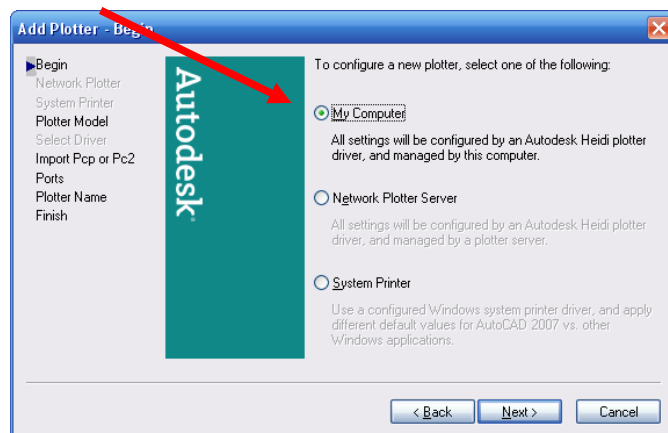 Add Plotter - Begin
Begin
Network Plotter
System Printer
Plotter Model
Select Driver
Import Pcp or Pc2
Ports
Plotter Name
Finish
Autodesk
To configure a new plotter, select one of the following:
My Computer
All settings will be configured by an Autodesk Heidi plotter
driver, and managed by this computer.
Network Plotter Server
All settings will be configured by an Autodesk Heidi plotter
driver, and managed by a plotter server.
System Printer
Use a configured Windows system printer driver, and apply
different default values for AutoCAD 2007 vs. other
Windows applications.
< Back
Next >
Cancel